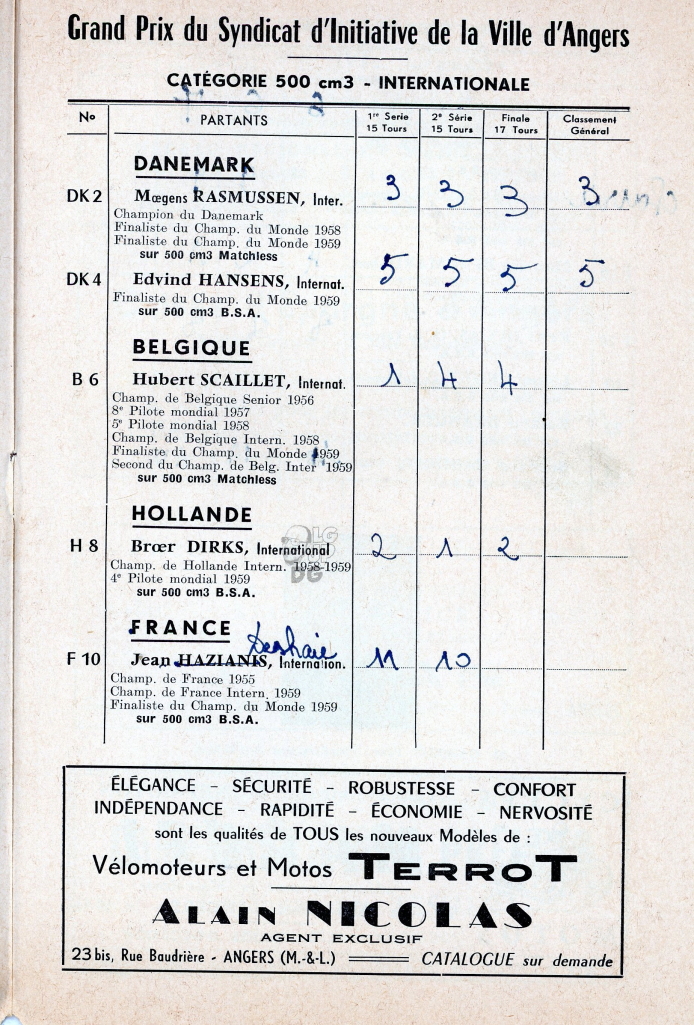 Grand Prix du Syndicat d'Initiative de la Ville d'Angers
CATÉGORIE 500 cm3 - INTERNATIONALE
No PARTANTS 1re Serie 15 Tours 2e Série 15 Tours Finale 17 Tours Classement Général
DANEMARK
DK 2 Mœgens RASMUSSEN, Inter. 3 3 3 3
Champion du Danemark
Finaliste du Champ. du Monde 1958
Finaliste du Champ. du Monde 1959
sur 500 cm3 Matchless
DK 4 Edvind HANSENS, Internat. 5 5 5 5
Finaliste du Champ. du Monde 1959
sur 500 cm3 B.S.A.
BELGIQUE
B 6 Hubert SCAILLET, Internat. 1 4 4
Champ. de Belgique Senior 1956
8e Pilote mondial 1957
5e Pilote mondial 1958
Champ. de Belgique Intern. 1958
Finaliste du Champ. du Monde 1959
Second du Champ. de Belg. Inter 1959
sur 500 cm3 Matchless
HOLLANDE
H 8 Brœr DIRKS, International 2 1 2
Champ. de Hollande Intern. 1958-1959
4e Pilote mondial 1959
sur 500 cm3 B.S.A.
FRANCE
Deshaie
F 10 Jean HAZIANIS, Internation. 11 10
Champ. de France 1955
Champ. de France Intern. 1959
Finaliste du Champ. du Monde 1959
sur 500 cm3 B.S.A.
ÉLÉGANCE - SÉCURITÉ - ROBUSTESSE - CONFORT
INDÉPENDANCE - RAPIDITÉ - ÉCONOMIE - NERVOSITÉ
sont les qualités de TOUS les nouveaux Modèles de :
Vélomoteurs et Motos TERROT
ALAIN NICOLAS
AGENT EXCLUSIF
23 bis, Rue Baudrière - ANGERS (M.-&-L.) CATALOGUE sur demande